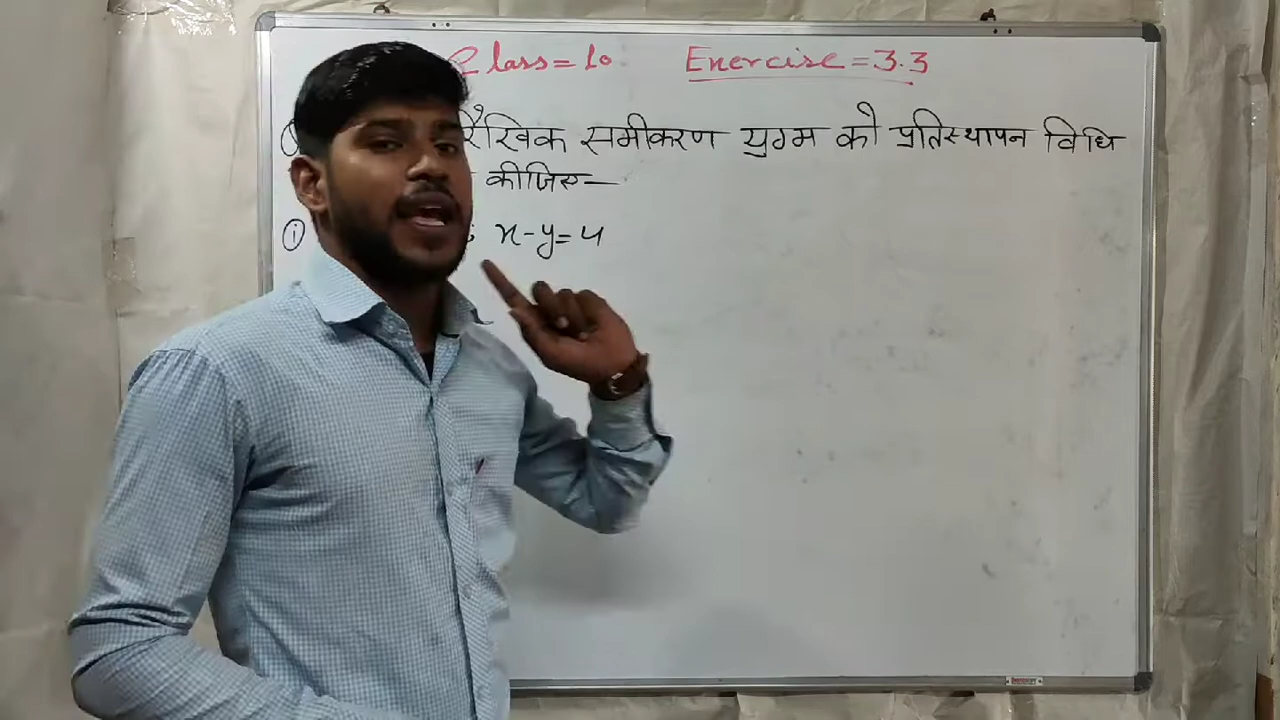 Class = 10 Exercise = 3.3
रैखिक समीकरण युग्म को प्रतिस्थापन विधि
कीजिए—
(i) ; x - y = 4